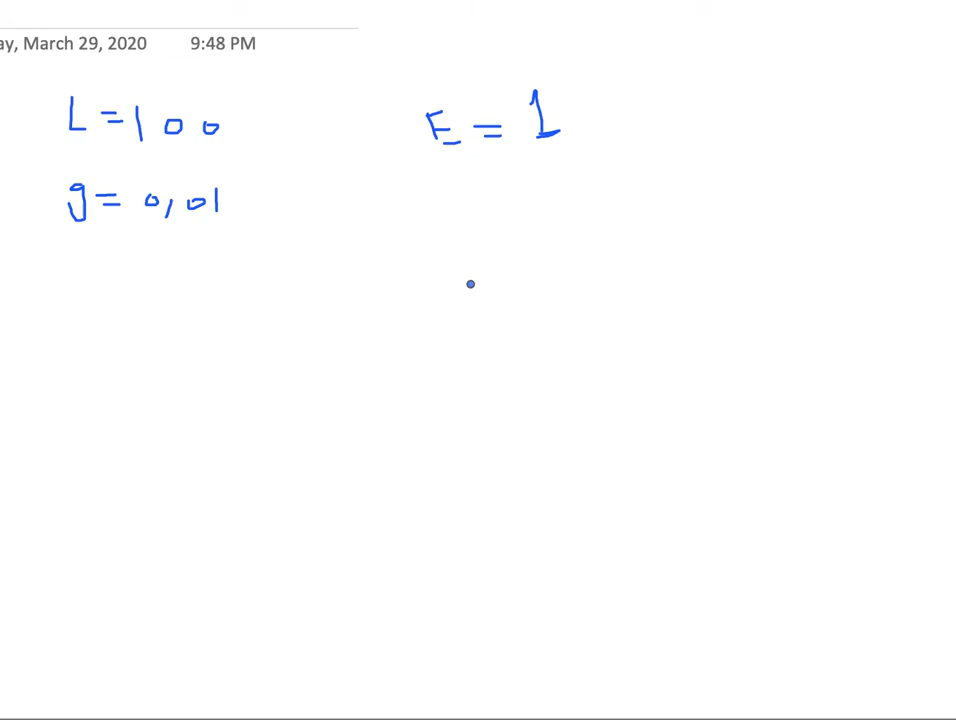 ay, March 29, 2020 9:48 PM
L = 100
E = 1
g = 0,01